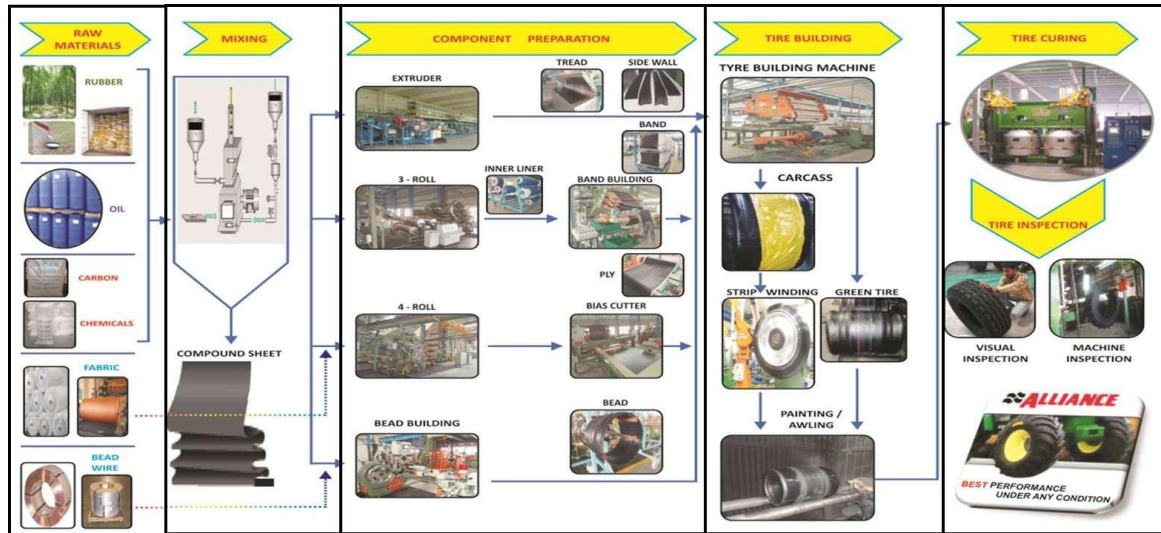 RAW
MATERIALS
RUBBER
OIL
CARBON
CHEMICALS
FABRIC
BEAD
WIRE
MIXING
COMPOUND SHEET
COMPONENT PREPARATION
EXTRUDER
TREAD
SIDE WALL
BAND
3 - ROLL
INNER LINER
BAND BUILDING
PLY
4 - ROLL
BIAS CUTTER
BEAD BUILDING
BEAD
TIRE BUILDING
TYRE BUILDING MACHINE
CARCASS
STRIP WINDING
GREEN TIRE
PAINTING /
AWLING
TIRE CURING
TIRE INSPECTION
VISUAL
INSPECTION
MACHINE
INSPECTION
ALLIANCE
BEST PERFORMANCE
UNDER ANY CONDITION